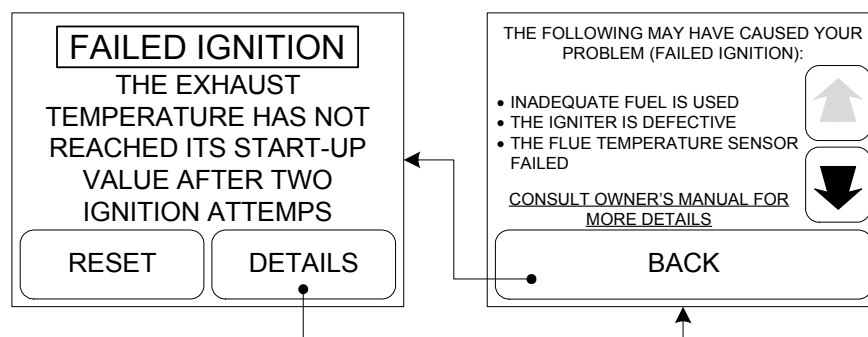 FAILED IGNITION
THE EXHAUST
TEMPERATURE HAS NOT
REACHED ITS START-UP
VALUE AFTER TWO
IGNITION ATTEMPS
RESET
DETAILS
THE FOLLOWING MAY HAVE CAUSED YOUR
PROBLEM (FAILED IGNITION):
• INADEQUATE FUEL IS USED
• THE IGNITER IS DEFECTIVE
• THE FLUE TEMPERATURE SENSOR
FAILED
CONSULT OWNER'S MANUAL FOR
MORE DETAILS
BACK